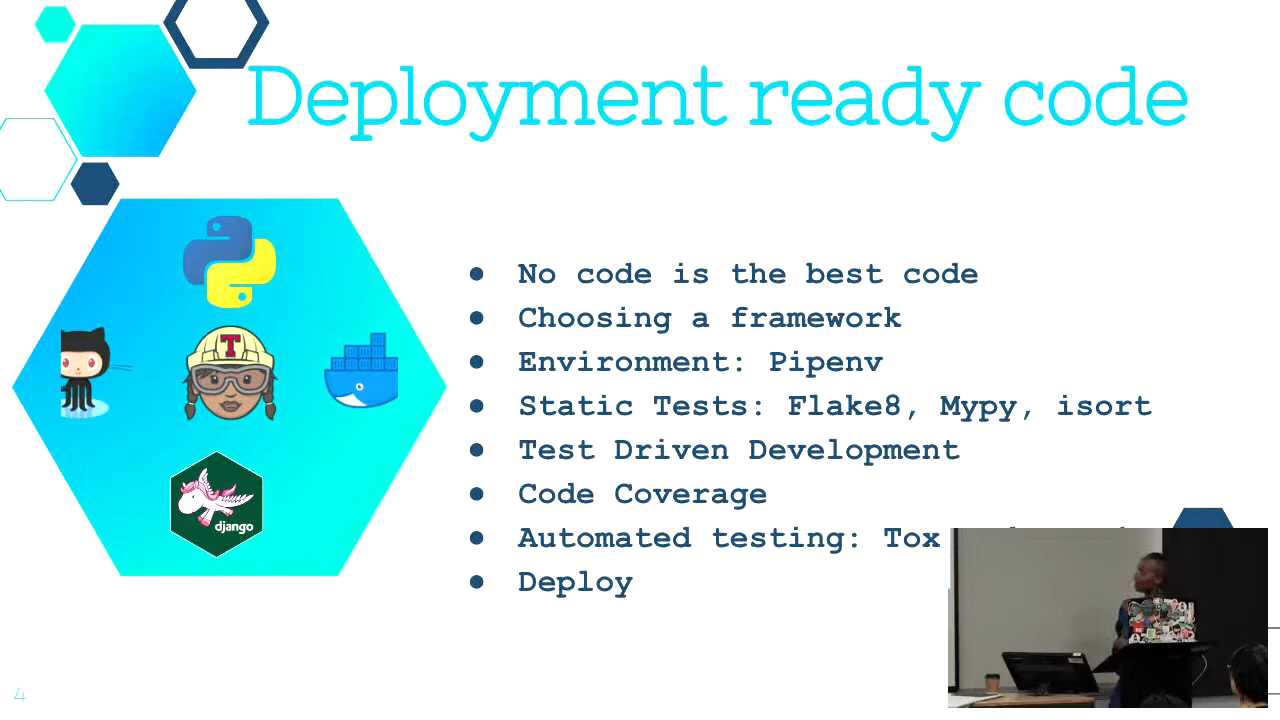 Deployment ready code
T
django
● No code is the best code
● Choosing a framework
● Environment: Pipenv
● Static Tests: Flake8, Mypy, isort
● Test Driven Development
● Code Coverage
● Automated testing: Tox
● Deploy
4